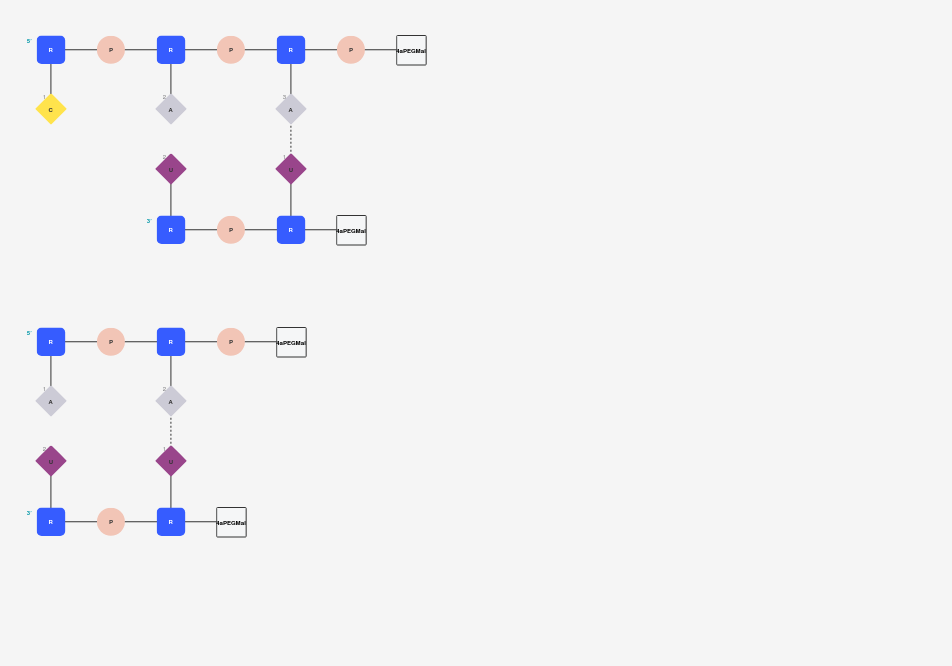 5' R P R P R P 4aPEGMal
1 2 3
C A A
2 1
U U
3' R P R 4aPEGMal
5' R P R P 4aPEGMal
1 2
A A
2 1
U U
3' R P R 4aPEGMal